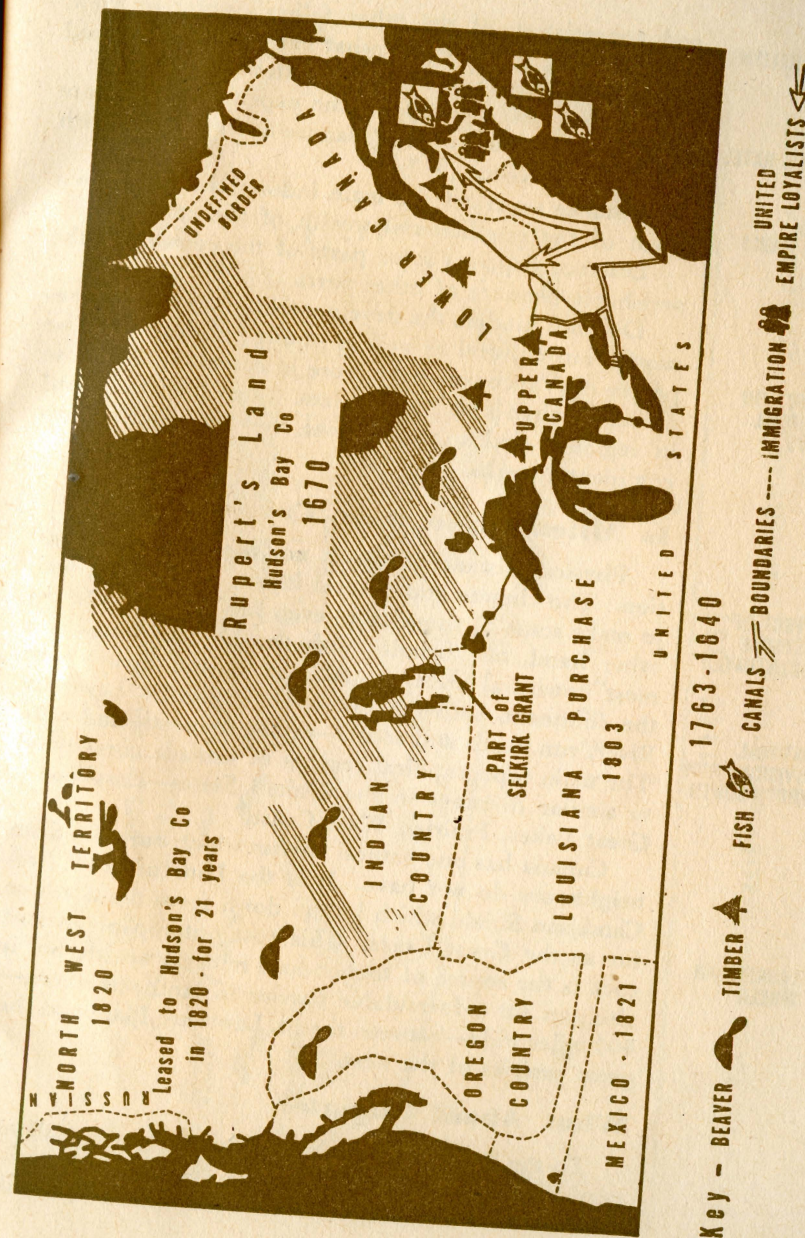 NORTH WEST TERRITORY
1820
Leased to Hudson's Bay Co
in 1820 - for 21 years
RUSSIAN
Rupert's Land
Hudson's Bay Co
1670
UNDEFINED
BORDER
LOWER CANADA
UPPER
CANADA
INDIAN
COUNTRY
PART of
SELKIRK GRANT
OREGON
COUNTRY
LOUISIANA PURCHASE
1803
UNITED STATES
MEXICO - 1821
1763-1840
Key - BEAVER TIMBER FISH CANALS BOUNDARIES ---- IMMIGRATION UNITED
EMPIRE LOYALISTS